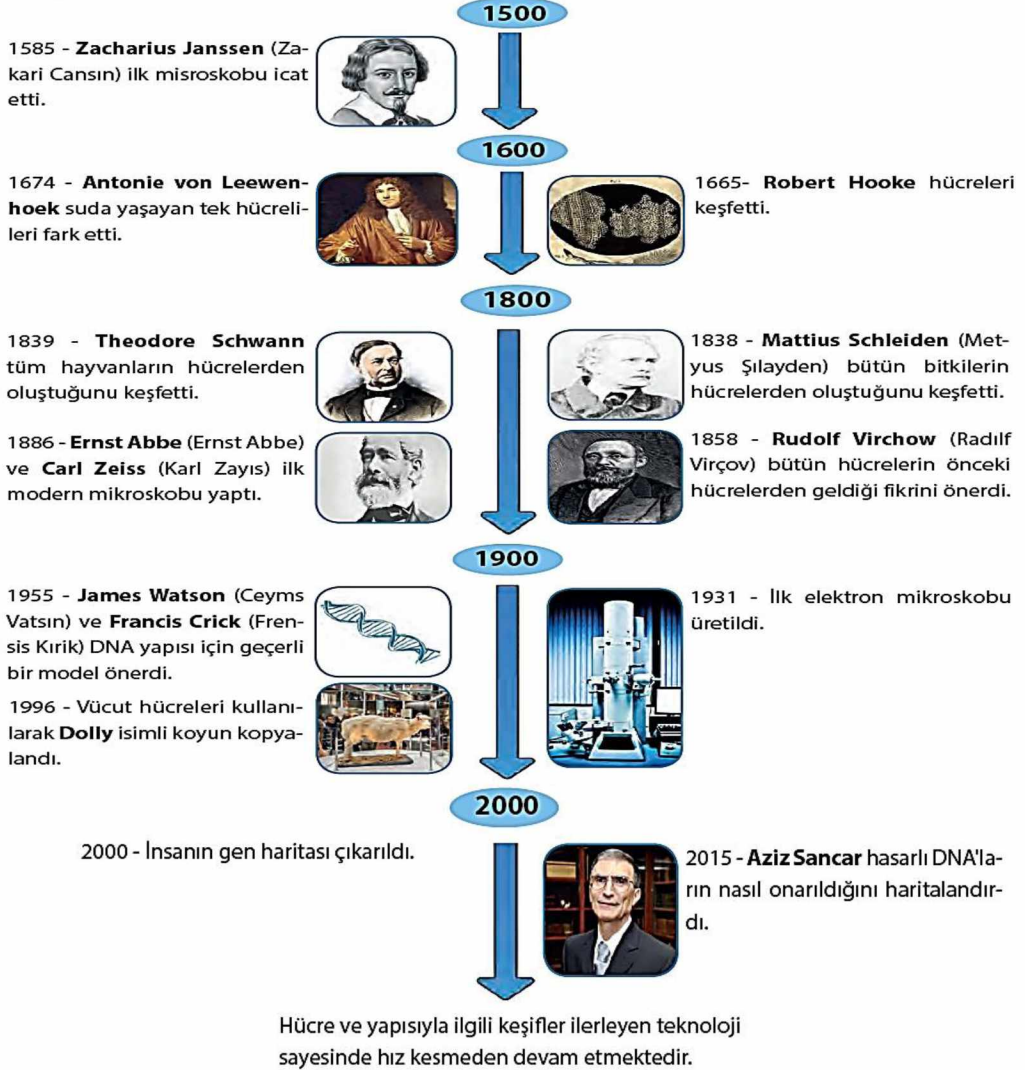 1500
1585 - Zacharius Janssen (Za-
kari Cansın) ilk misroskobu icat
etti.
1600
1674 - Antonie von Leewen-
hoek suda yaşayan tek hücreli-
leri fark etti.
1665- Robert Hooke hücreleri
keşfetti.
1800
1839 - Theodore Schwann
tüm hayvanların hücrelerden
oluştuğunu keşfetti.
1838 - Mattius Schleiden (Met-
yus Şılayden) bütün bitkilerin
hücrelerden oluştuğunu keşfetti.
1886 - Ernst Abbe (Ernst Abbe)
ve Carl Zeiss (Karl Zayıs) ilk
modern mikroskobu yaptı.
1858 - Rudolf Virchow (Radılf
Virçov) bütün hücrelerin önceki
hücrelerden geldiği fikrini önerdi.
1900
1955 - James Watson (Ceyms
Vatsın) ve Francis Crick (Fren-
sis Kırik) DNA yapısı için geçerli
bir model önerdi.
1931 - İlk elektron mikroskobu
üretildi.
1996 - Vücut hücreleri kullanı-
larak Dolly isimli koyun kopya-
landı.
2000
2000 - İnsanın gen haritası çıkarıldı.
2015 - Aziz Sancar hasarlı DNA'la-
rın nasıl onarıldığını haritalandır-
dı.
Hücre ve yapısıyla ilgili keşifler ilerleyen teknoloji
sayesinde hız kesmeden devam etmektedir.